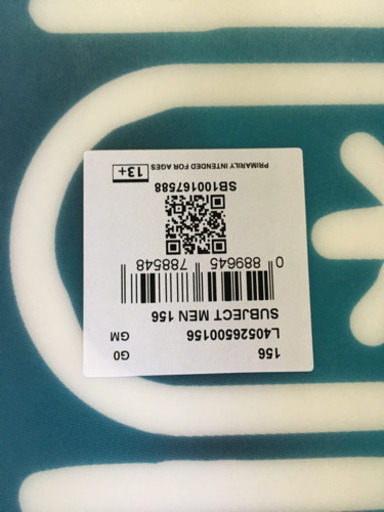 156 G0
L40526500156 GM
SUBJECT MEN 156
0 889645 788548
SB100167588
PRIMARILY INTENDED FOR AGES 13+